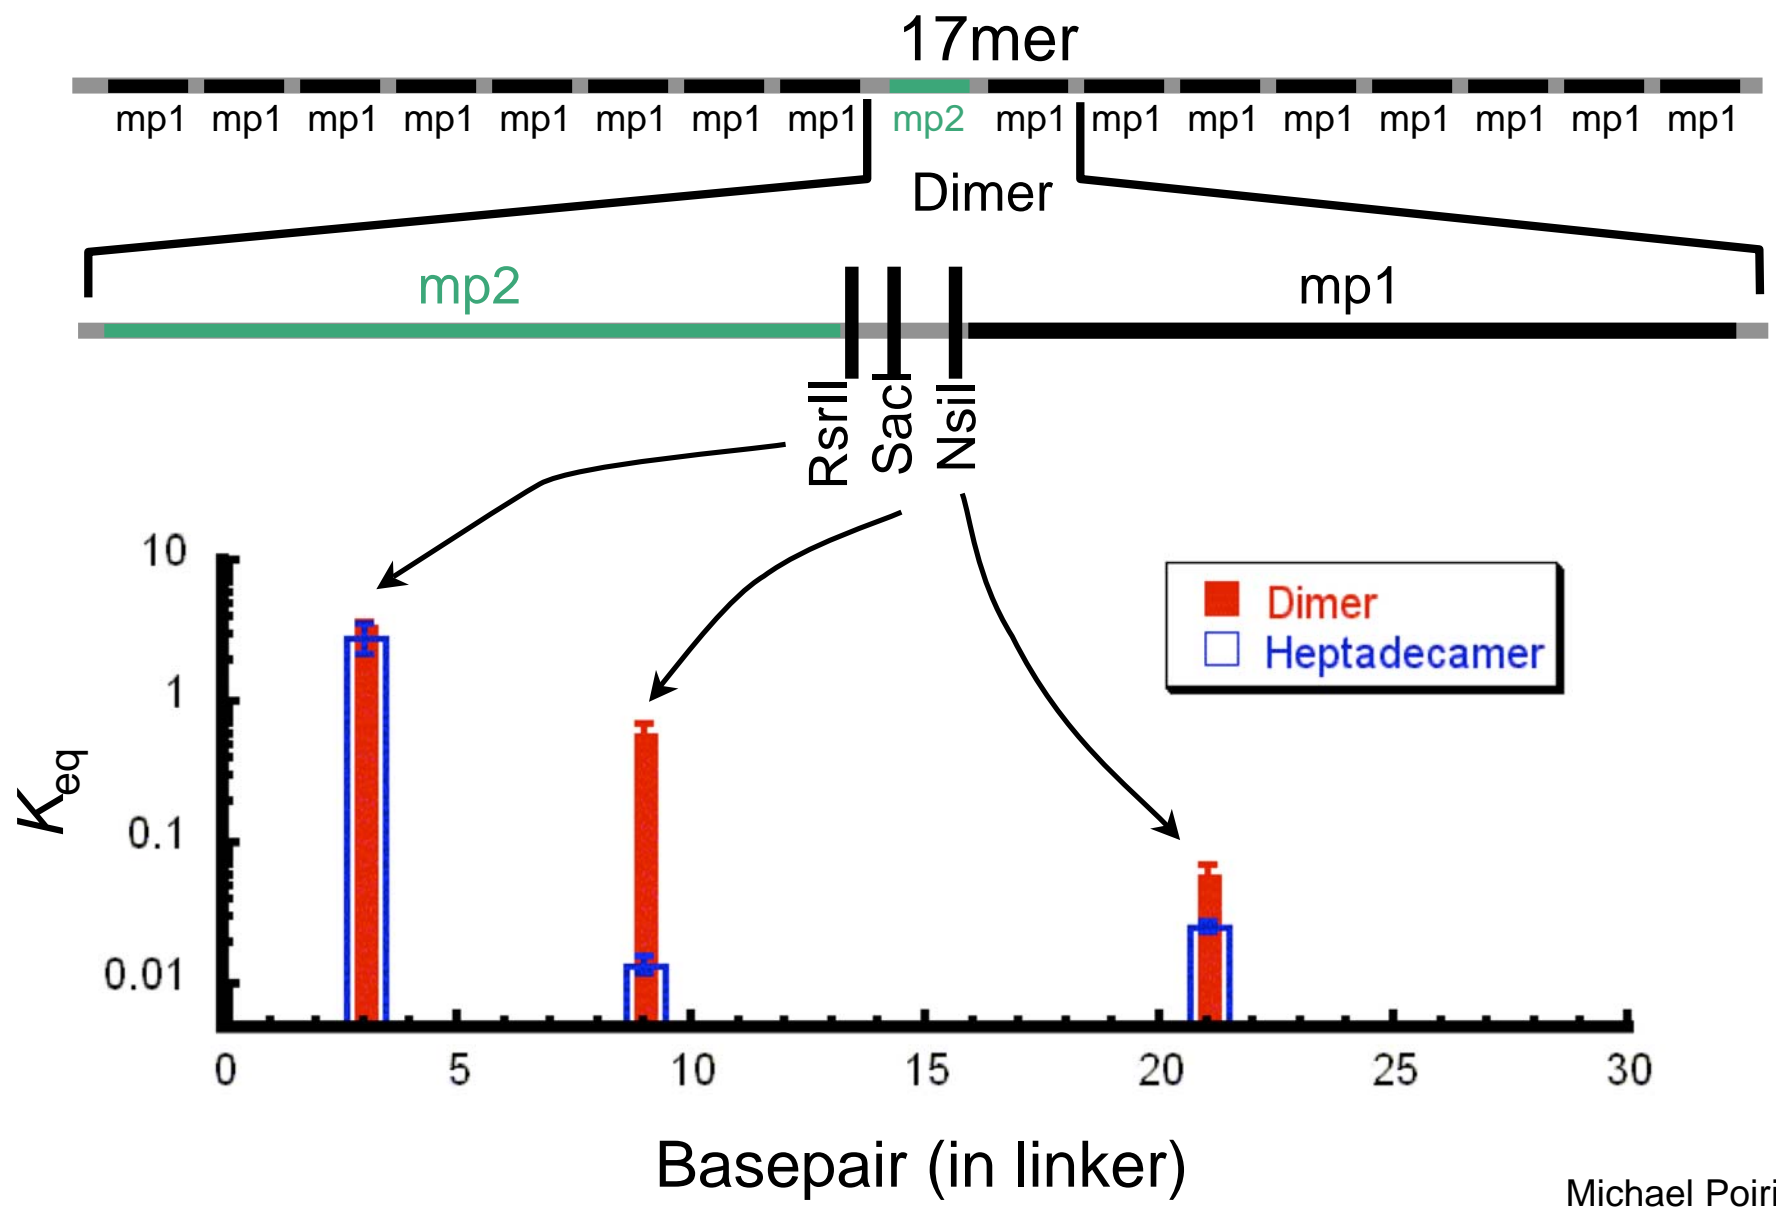 17mer
mp1 mp1 mp1 mp1 mp1 mp1 mp1 mp1 mp2 mp1 mp1 mp1 mp1 mp1 mp1 mp1 mp1
Dimer
mp2 mp1
RsrII SacI NsiI
10
1
0.1
0.01
Keq
Dimer
Heptadecamer
0 5 10 15 20 25 30
Basepair (in linker)
Michael Poiri